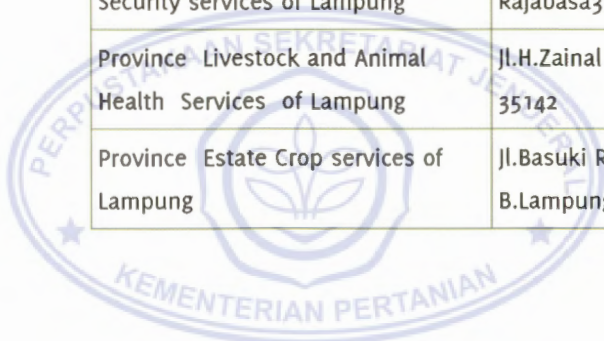 Security services of Lampung
Rajabasa3
Province Livestock and Animal
Health Services of Lampung
Jl.H.Zainal
35142
Province Estate Crop services of
Lampung
Jl.Basuki R
B.Lampung
PERPUSTAKAAN SEKRETARIAT JENDERAL
KEMENTERIAN PERTANIAN